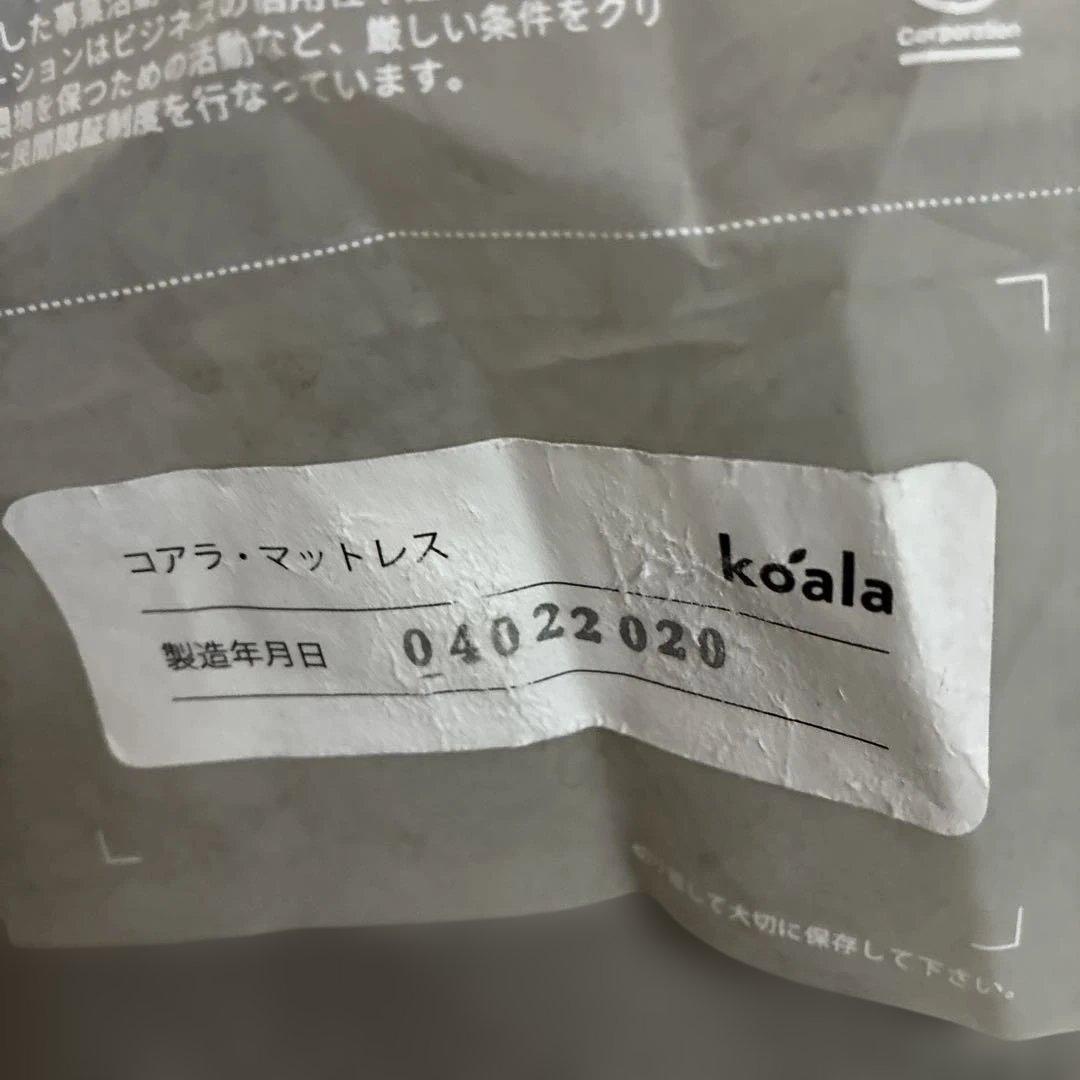 した事業活動
ーションはビジネスの
環境を保つための活動など、厳しい条件をクリ
民間認証制度を行なっています。
Corporation
コアラ・マットレス
koala
製造年月日 04022020
して大切に保存して下さい。